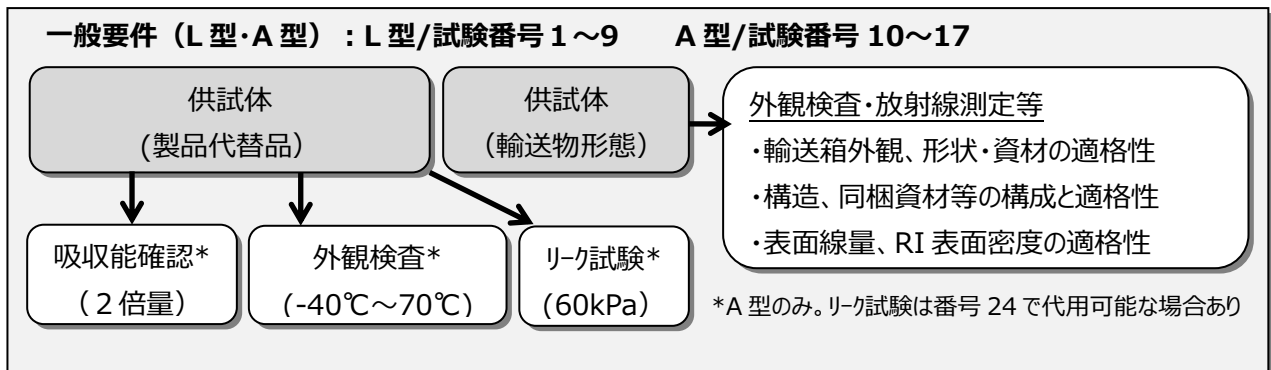 一般要件（L 型･A 型）：L 型/試験番号 1～9　　A 型/試験番号 10～17
供試体
(製品代替品）
供試体
（輸送物形態）
外観検査･放射線測定等
･輸送箱外観、形状･資材の適格性
･構造、同梱資材等の構成と適格性
･表面線量、RI 表面密度の適格性
吸収能確認*
（２倍量）
外観検査*
(-40℃～70℃)
ﾘｰｸ試験*
(60kPa）
*A 型のみ。ﾘｰｸ試験は番号 24 で代用可能な場合あり